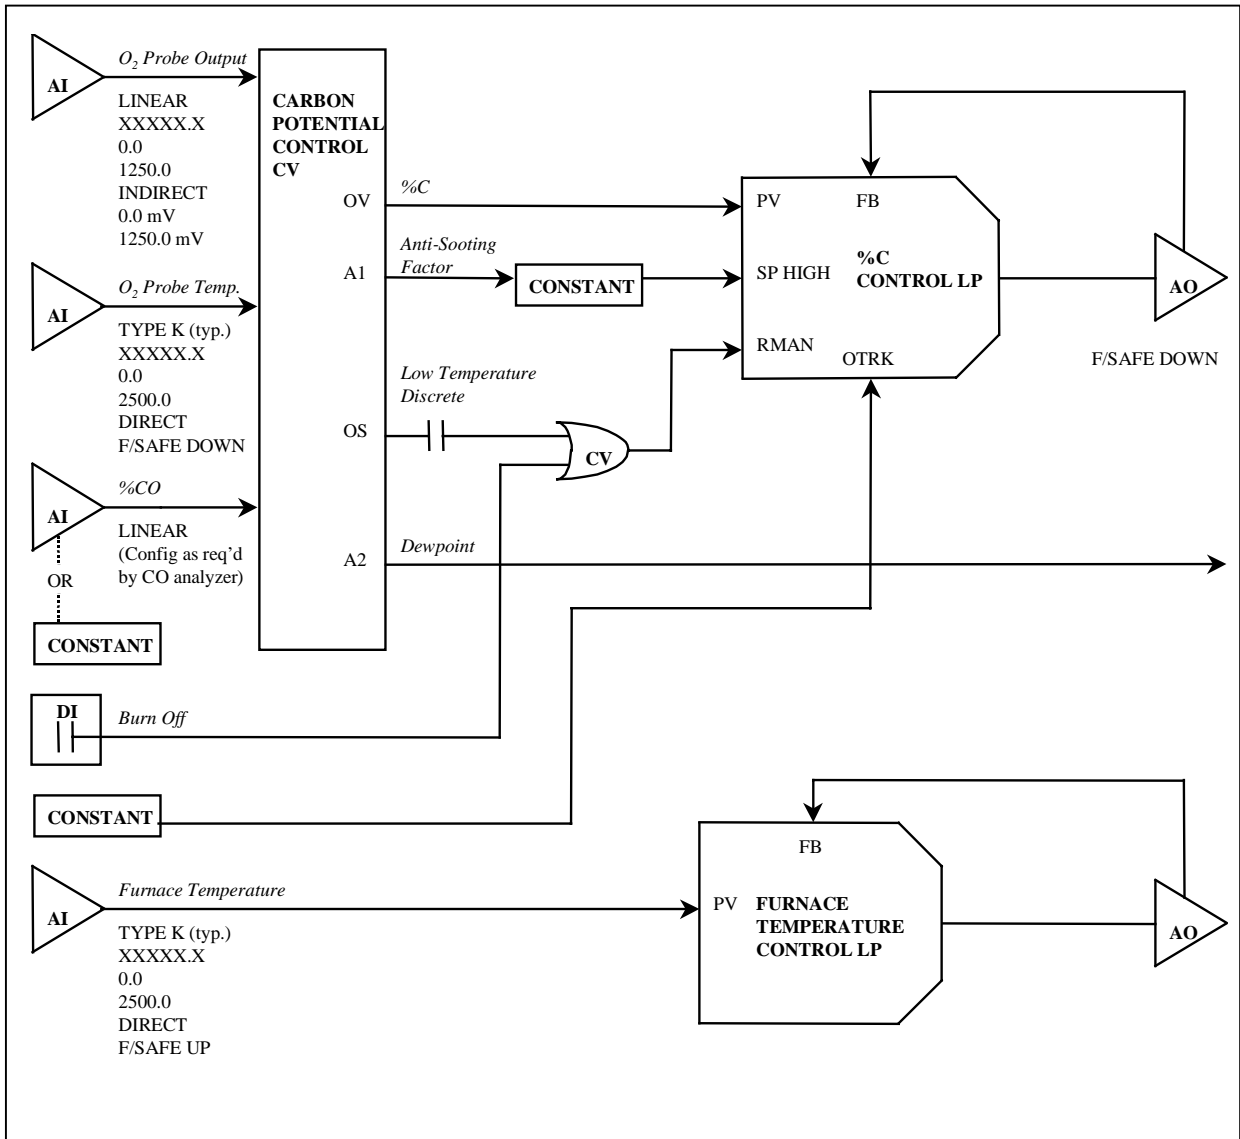 O2 Probe Output
AI
LINEAR
XXXXX.X
0.0
1250.0
INDIRECT
0.0 mV
1250.0 mV
O2 Probe Temp.
AI
TYPE K (typ.)
XXXXX.X
0.0
2500.0
DIRECT
F/SAFE DOWN
%CO
AI
LINEAR
(Config as req'd
by CO analyzer)
OR
CONSTANT
DI
Burn Off
CONSTANT
Furnace Temperature
AI
TYPE K (typ.)
XXXXX.X
0.0
2500.0
DIRECT
F/SAFE UP
CARBON
POTENTIAL
CONTROL
CV
OV
A1
OS
A2
%C
Anti-Sooting
Factor
CONSTANT
Low Temperature
Discrete
CV
Dewpoint
PV
FB
SP HIGH
%C
CONTROL LP
RMAN
OTRK
AO
F/SAFE DOWN
FB
PV
FURNACE
TEMPERATURE
CONTROL LP
AO